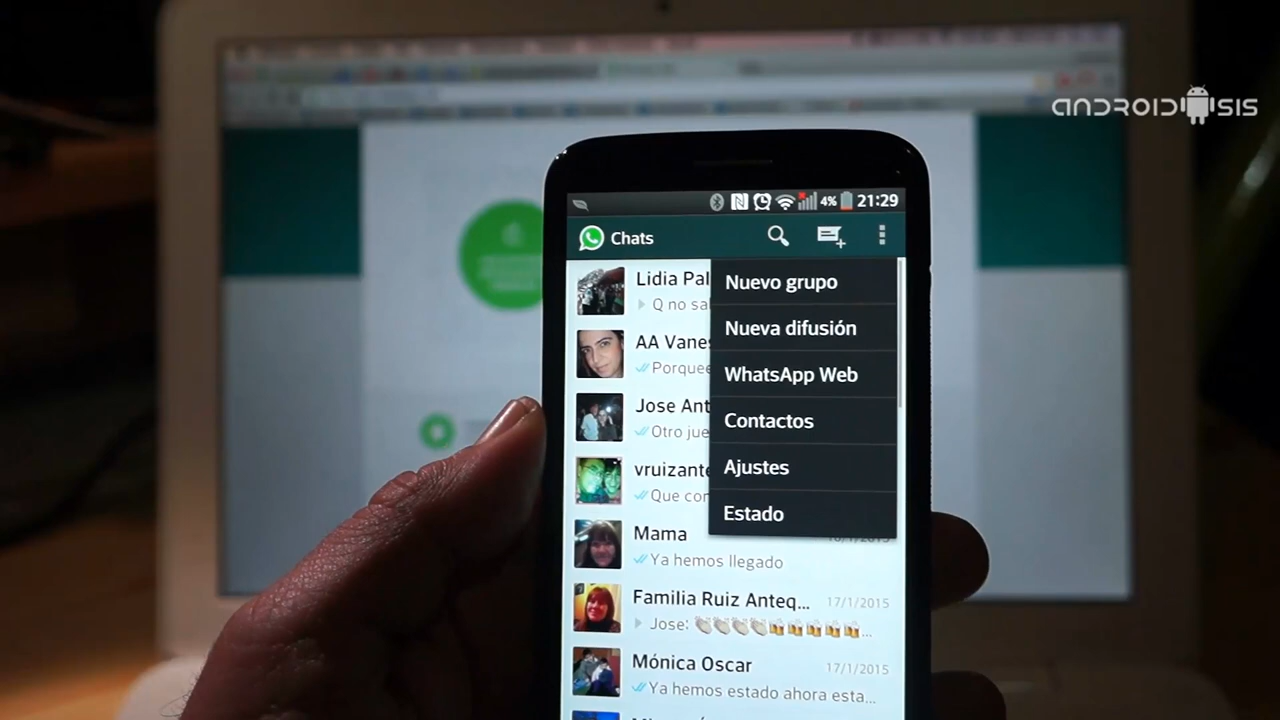 ANDROIDSIS
4% 21:29
Chats
Nuevo grupo
Nueva difusión
WhatsApp Web
Contactos
Ajustes
Estado
Lidia Pal
Q no sal
AA Vanes
Porquee
Jose Ant
Otro jue
vruizante
Que con
Mama
Ya hemos llegado
Familia Ruiz Anteq... 17/1/2015
Jose: 👏👏👏👏🍺🍺🍺🍺🍺...
Mónica Oscar 17/1/2015
Ya hemos estado ahora esta...